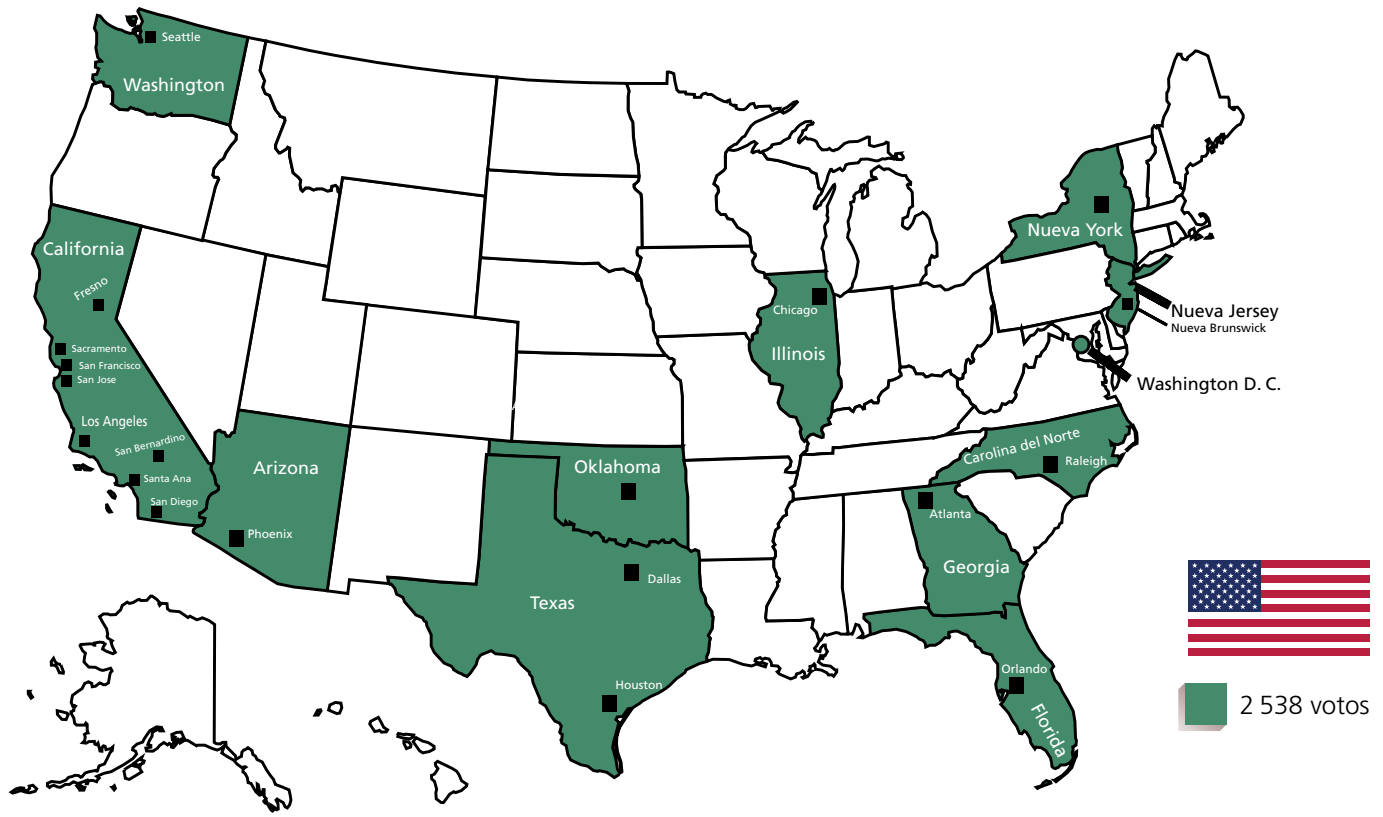 Seattle
Washington
California
Fresno
Sacramento
San Francisco
San Jose
Los Angeles
San Bernardino
Santa Ana
San Diego
Arizona
Phoenix
Oklahoma
Texas
Dallas
Houston
Chicago
Illinois
Nueva York
Nueva Jersey
Nueva Brunswick
Washington D. C.
Carolina del Norte
Raleigh
Atlanta
Georgia
Orlando
Florida
2 538 votos